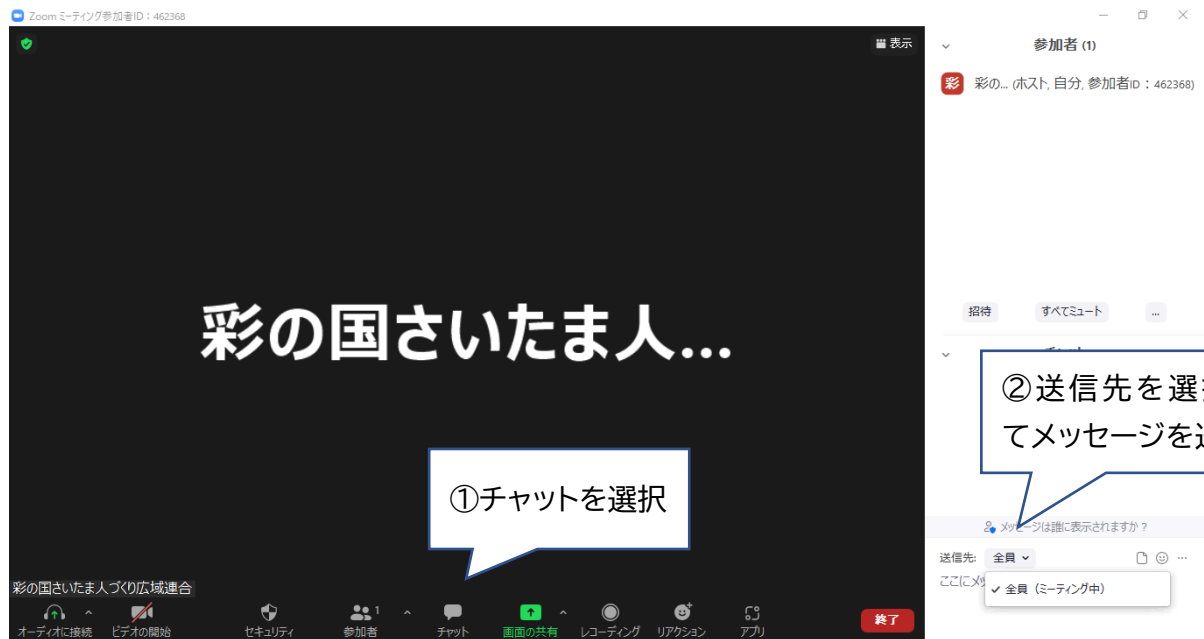 Zoom ミーティング参加者ID：462368
表示
参加者 (1)
彩 彩の... (ホスト, 自分, 参加者ID：462368)
彩の国さいたま人...
招待 すべてミュート ...
②送信先を選
てメッセージを
①チャットを選択
メッセージは誰に表示されますか？
送信先: 全員
ここにメ
全員（ミーティング中）
彩の国さいたま人づくり広域連合
オーディオに接続 ビデオの開始 セキュリティ 参加者 1 チャット 画面の共有 レコーディング リアクション アプリ 終了